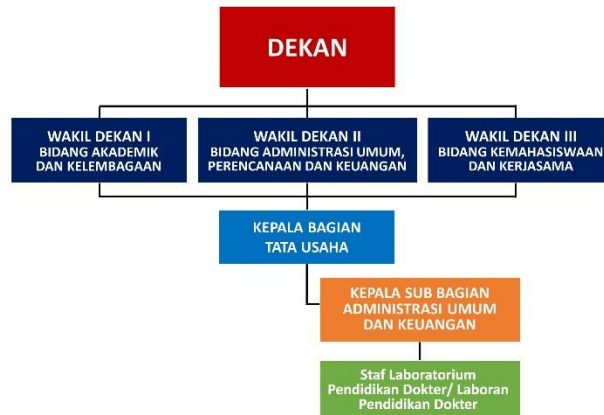 DEKAN
WAKIL DEKAN I
BIDANG AKADEMIK
DAN KELEMBAGAAN
WAKIL DEKAN II
BIDANG ADMINISTRASI UMUM,
PERENCANAAN DAN KEUANGAN
WAKIL DEKAN III
BIDANG KEMAHASISWAAN
DAN KERJASAMA
KEPALA BAGIAN
TATA USAHA
KEPALA SUB BAGIAN
ADMINISTRASI UMUM
DAN KEUANGAN
Staf Laboratorium
Pendidikan Dokter/ Laboran
Pendidikan Dokter